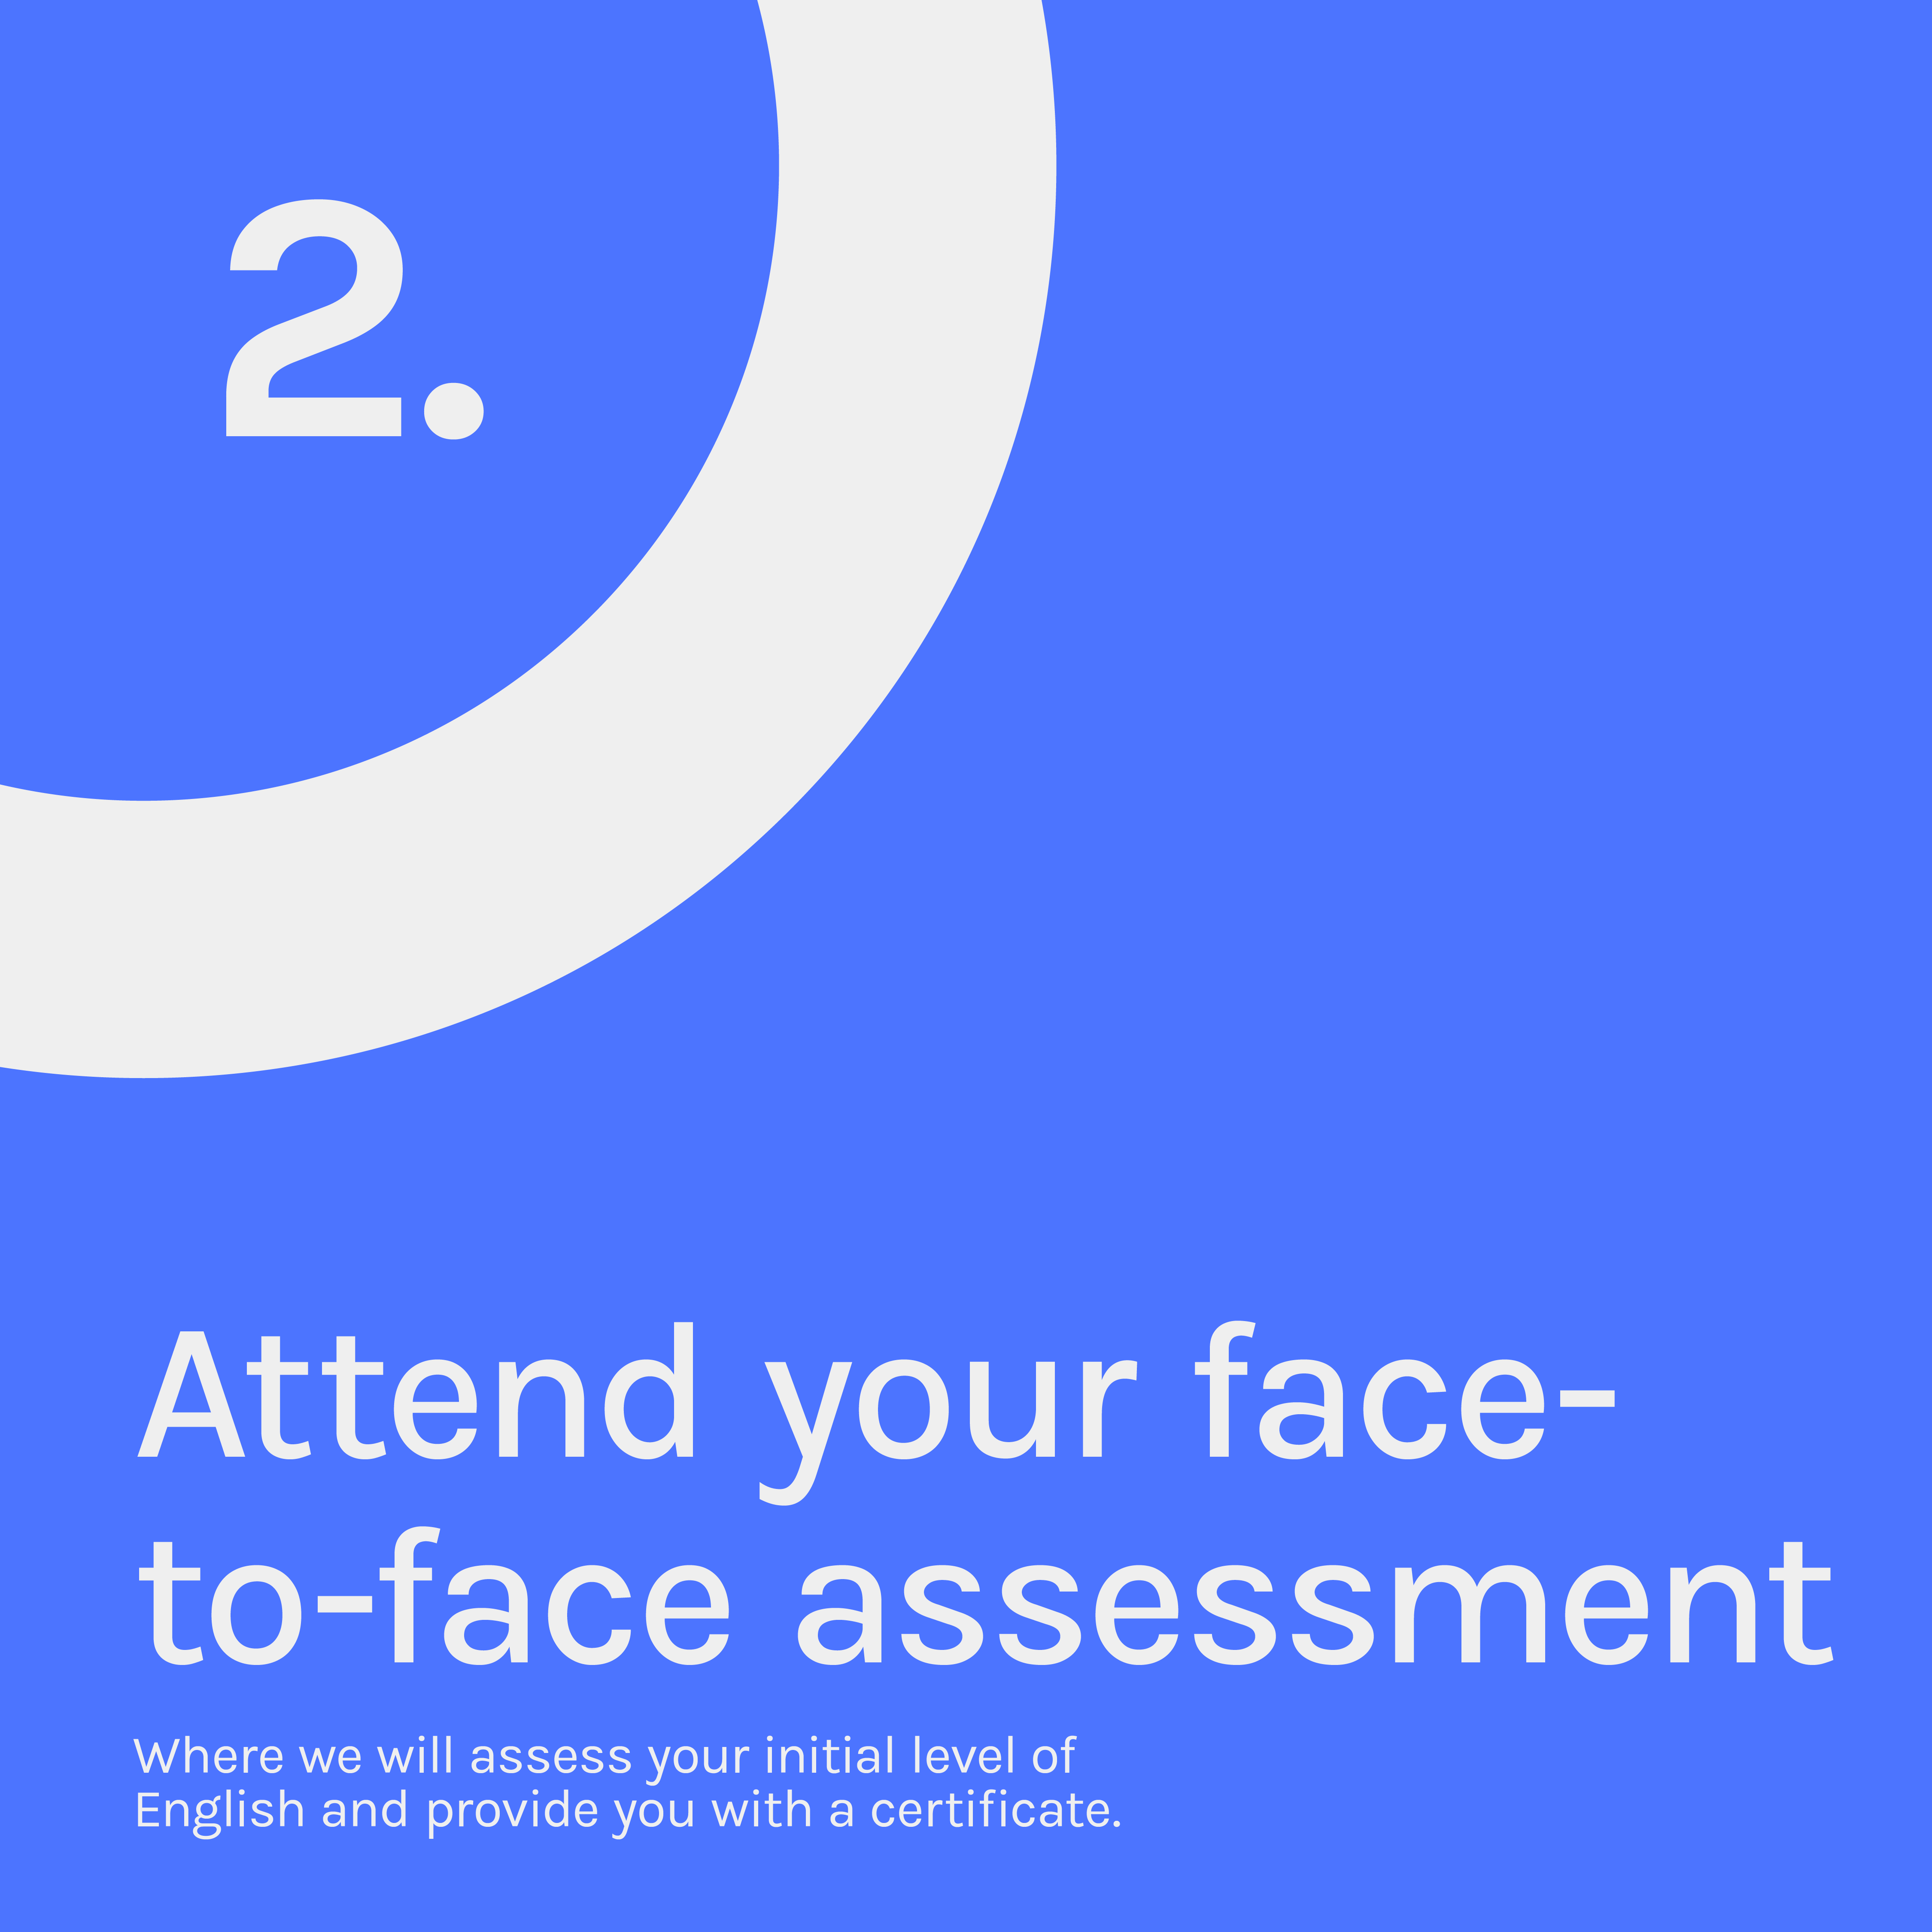 2.
Attend your face-
to-face assessment
Where we will assess your initial level of
English and provide you with a certificate.